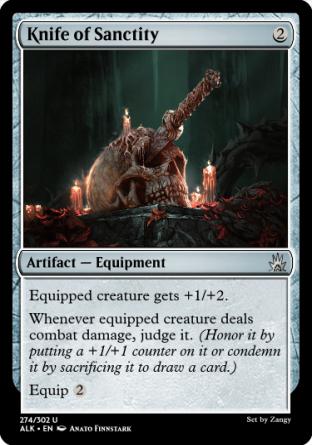 Knife of Sanctity 2
Artifact — Equipment
Equipped creature gets +1/+2.
Whenever equipped creature deals
combat damage, judge it. (Honor it by
putting a +1/+1 counter on it or condemn
it by sacrificing it to draw a card.)
Equip 2
274/302 U
Set by Zangy
ALK • EN Anato Finnstark